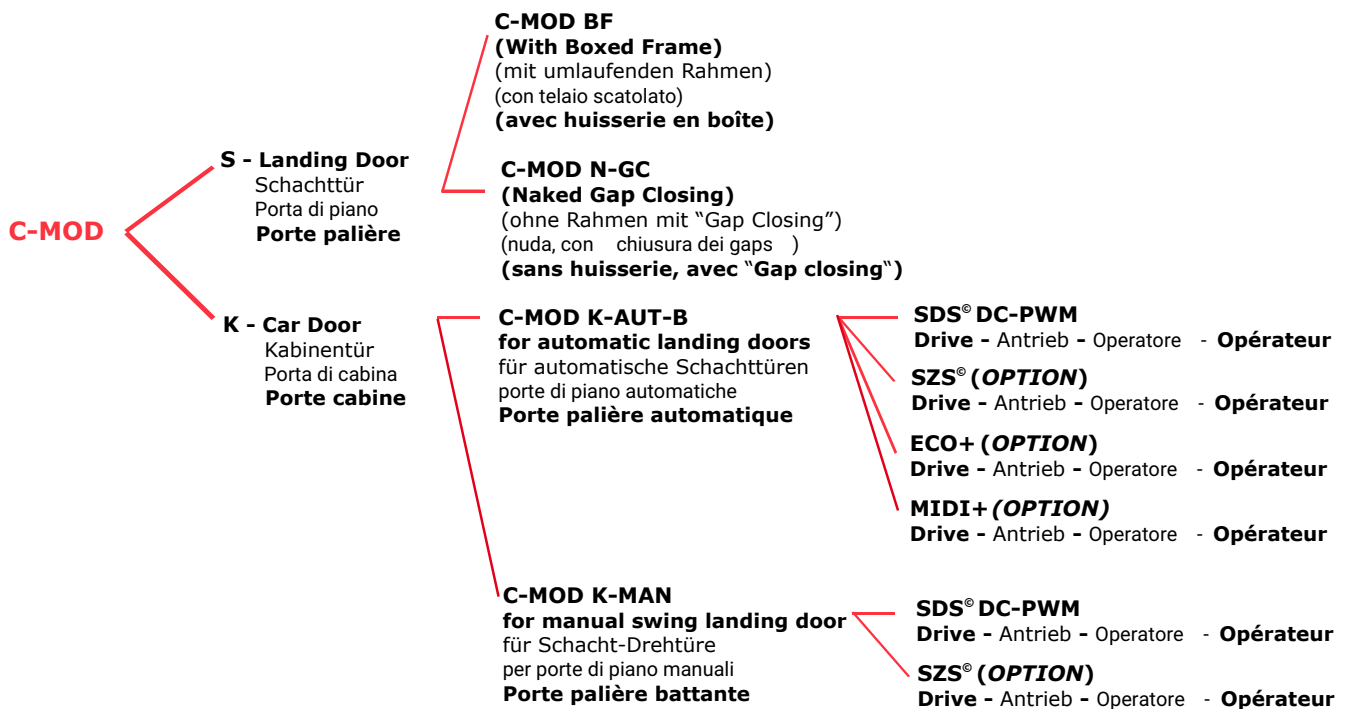 C-MOD
S - Landing Door
Schachttür
Porta di piano
Porte palière
C-MOD BF
(With Boxed Frame)
(mit umlaufenden Rahmen)
(con telaio scatolato)
(avec huisserie en boîte)
C-MOD N-GC
(Naked Gap Closing)
(ohne Rahmen mit “Gap Closing”)
(nuda, con chiusura dei gaps )
(sans huisserie, avec “Gap closing“)
K - Car Door
Kabinentür
Porta di cabina
Porte cabine
C-MOD K-AUT-B
for automatic landing doors
für automatische Schachttüren
porte di piano automatiche
Porte palière automatique
SDS© DC-PWM
Drive - Antrieb - Operatore - Opérateur
SZS© (OPTION)
Drive - Antrieb - Operatore - Opérateur
ECO+ (OPTION)
Drive - Antrieb - Operatore - Opérateur
MIDI+ (OPTION)
Drive - Antrieb - Operatore - Opérateur
C-MOD K-MAN
for manual swing landing door
für Schacht-Drehtüre
per porte di piano manuali
Porte palière battante
SDS© DC-PWM
Drive - Antrieb - Operatore - Opérateur
SZS© (OPTION)
Drive - Antrieb - Operatore - Opérateur